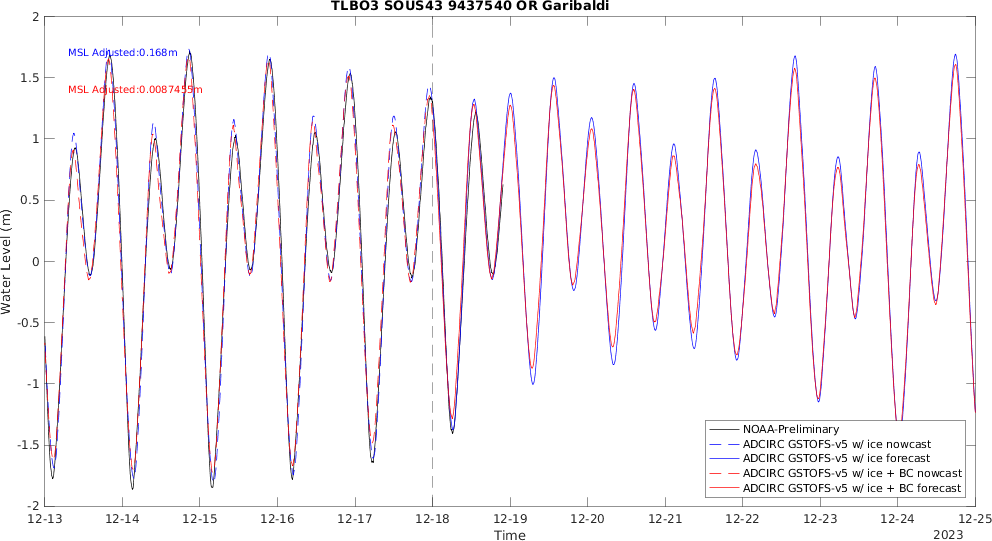 TLBO3 SOUS43 9437540 OR Garibaldi
MSL Adjusted:0.168m
MSL Adjusted:0.0087455m
Water Level (m)
2
1.5
1
0.5
0
-0.5
-1
-1.5
-2
NOAA-Preliminary
ADCIRC GSTOFS-v5 w/ ice nowcast
ADCIRC GSTOFS-v5 w/ ice forecast
ADCIRC GSTOFS-v5 w/ ice + BC nowcast
ADCIRC GSTOFS-v5 w/ ice + BC forecast
12-13 12-14 12-15 12-16 12-17 12-18 12-19 12-20 12-21 12-22 12-23 12-24 12-25
Time
2023